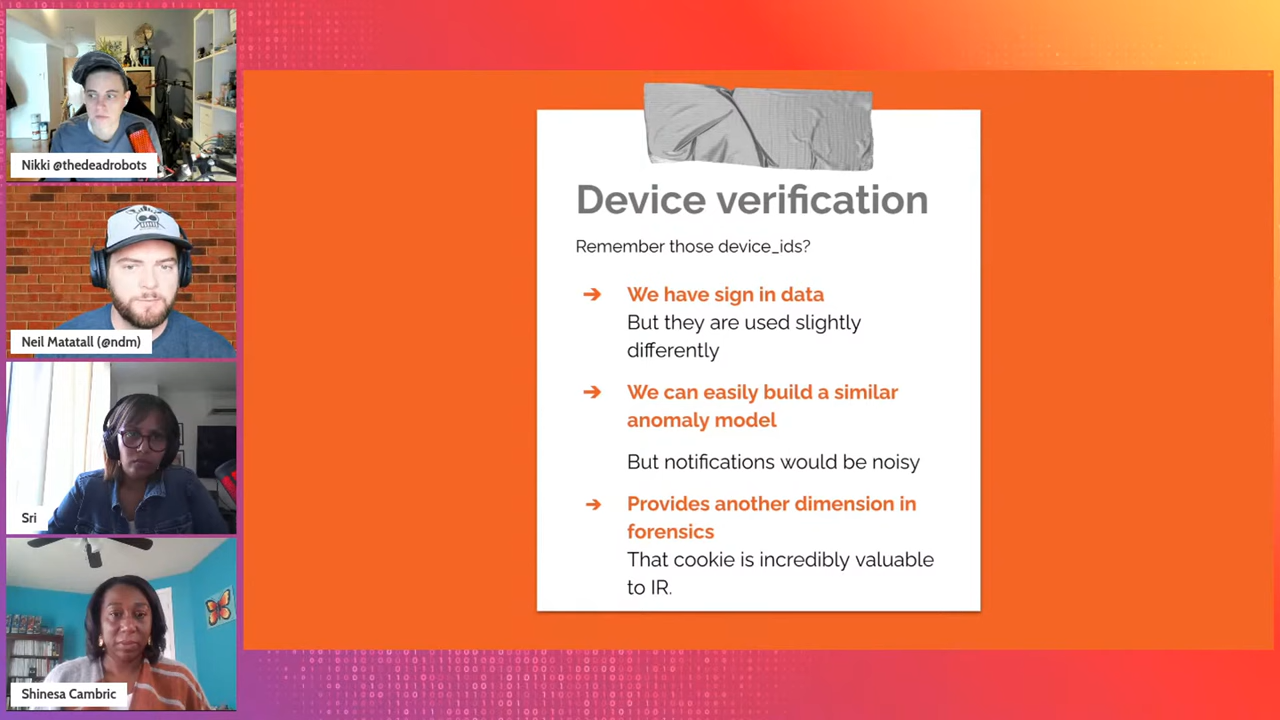 Nikki @thedeadrobots
Neil Matatall (@ndm)
Sri
Shinesa Cambric
Device verification
Remember those device_ids?
➔ We have sign in data
But they are used slightly
differently
➔ We can easily build a similar
anomaly model
But notifications would be noisy
➔ Provides another dimension in
forensics
That cookie is incredibly valuable
to IR.